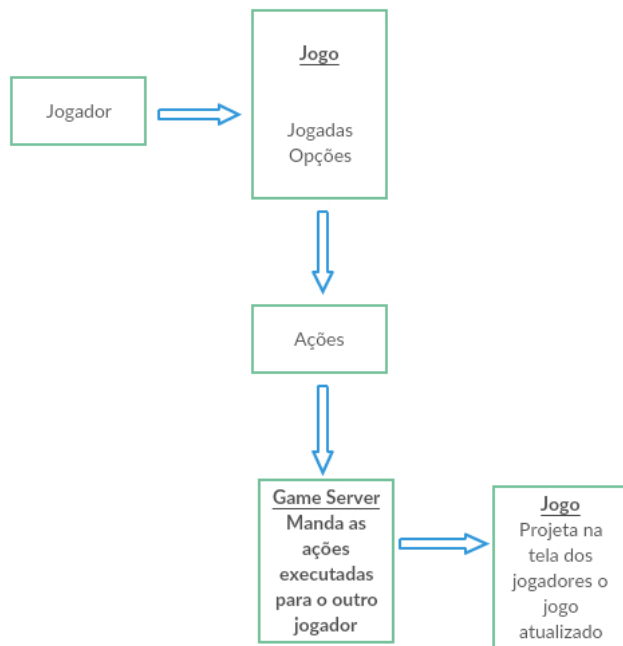 Jogador
Jogo
Jogadas
Opções
Ações
Game Server
Manda as
ações
executadas
para o outro
jogador
Jogo
Projeta na
tela dos
jogadores o
jogo
atualizado